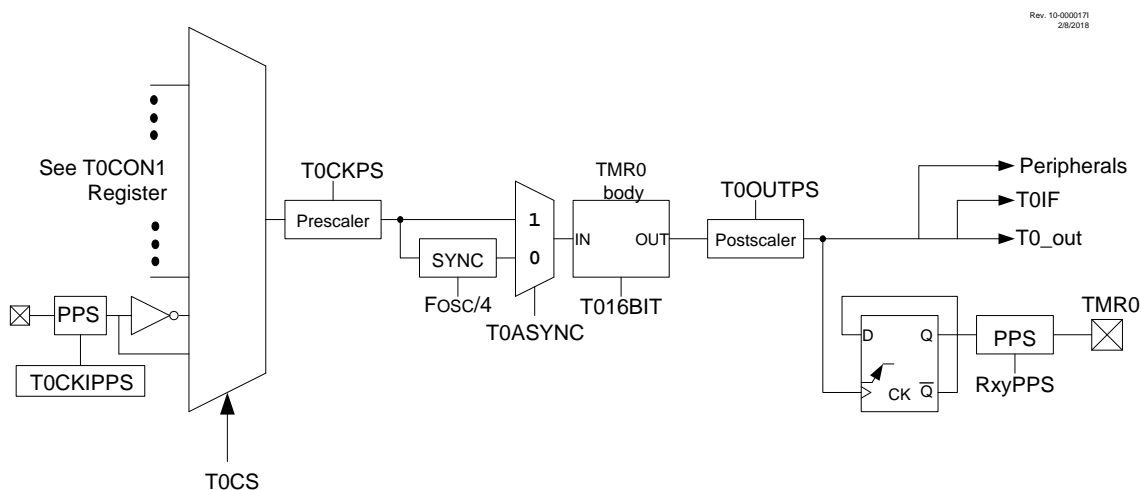 Rev. 10-000017I
2/8/2018
See T0CON1
Register
T0CKPS
Prescaler
SYNC
FOSC/4
1
0
T0ASYNC
TMR0
body
IN
OUT
T016BIT
T0OUTPS
Postscaler
Peripherals
T0IF
T0_out
PPS
T0CKIPPS
T0CS
D
Q
CK
Q
PPS
RxyPPS
TMR0